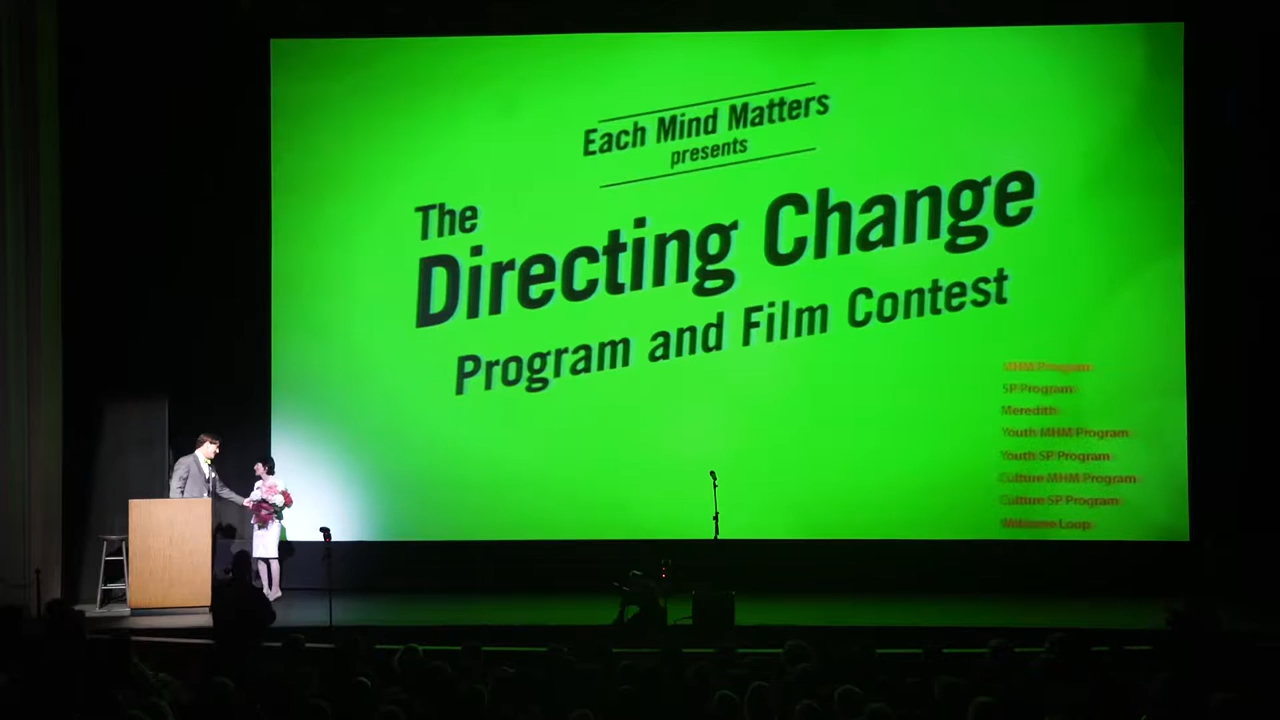 Each Mind Matters
presents
The
Directing Change
Program and Film Contest
MHM Program
SP Program
Meredith
Youth MHM Program
Youth SP Program
Culture MHM Program
Culture SP Program
Welcome Loop